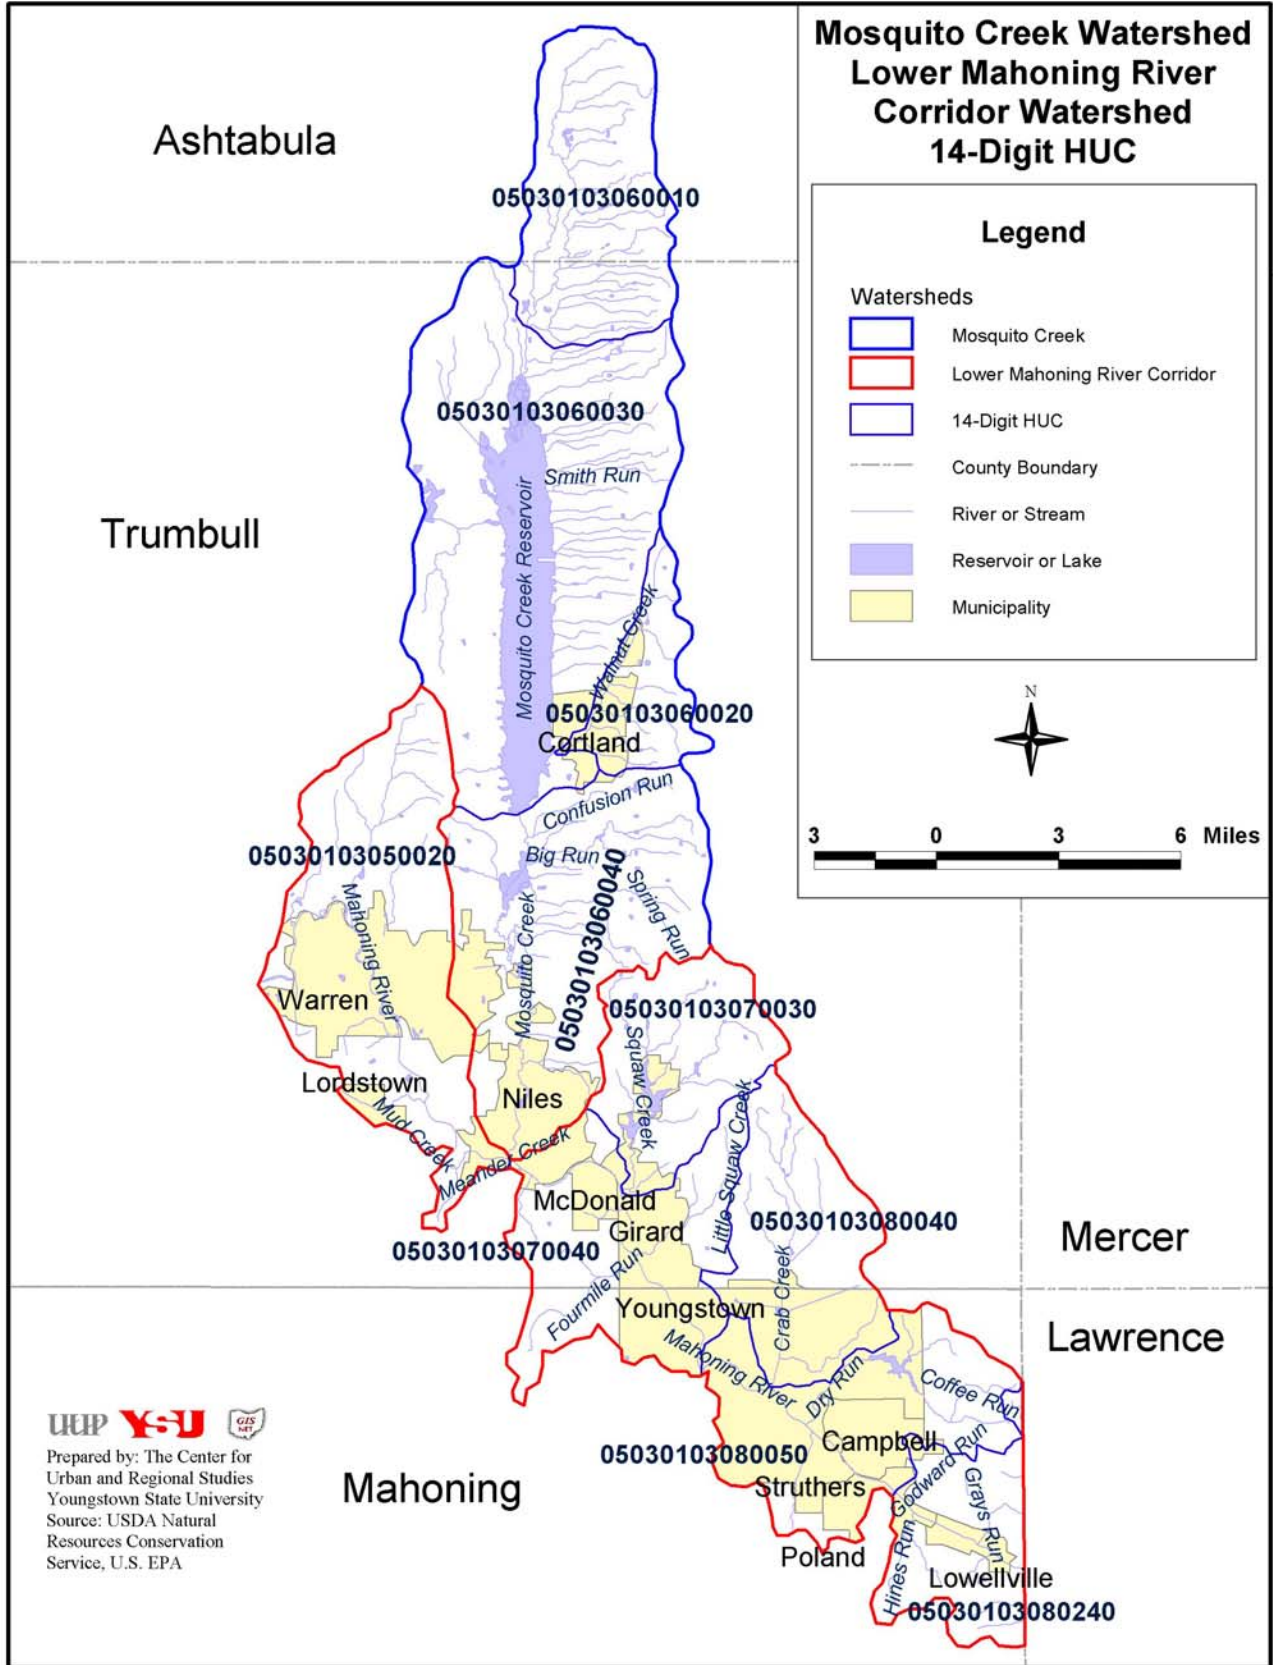 Mosquito Creek Watershed
Lower Mahoning River
Corridor Watershed
14-Digit HUC
Legend
Watersheds
Mosquito Creek
Lower Mahoning River Corridor
14-Digit HUC
County Boundary
River or Stream
Reservoir or Lake
Municipality
N
3 0 3 6 Miles
Ashtabula
05030103060010
05030103060030
Smith Run
Trumbull
Mosquito Creek Reservoir
Walnut Creek
05030103060020
Cortland
Confusion Run
05030103050020
Big Run
05030103060040
Spring Run
Mahoning River
Mosquito Creek
Warren
05030103070030
Squaw Creek
Lordstown
Niles
Mud Creek
Little Squaw Creek
Meander Creek
McDonald
Girard
05030103080040
Mercer
05030103070040
Fourmile Run
Crab Creek
Youngstown
Lawrence
Mahoning River
Dry Run
Coffee Run
Campbell
05030103080050
Godward Run
Grays Run
Mahoning
Struthers
Poland
Hines Run
Lowellville
05030103080240
UUP YSU GIS NET
Prepared by: The Center for
Urban and Regional Studies
Youngstown State University
Source: USDA Natural
Resources Conservation
Service, U.S. EPA